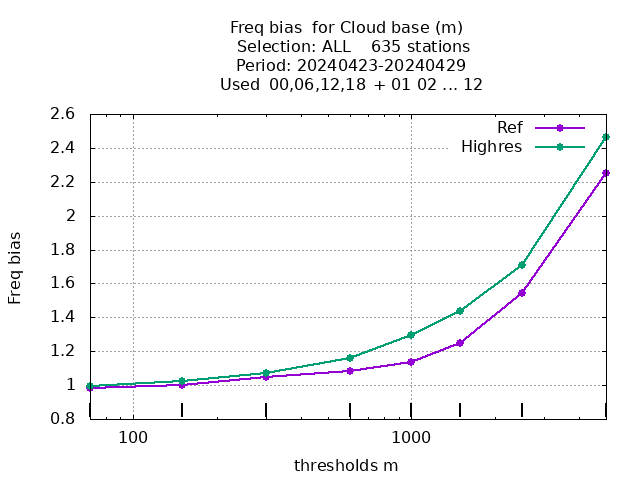 Freq bias  for Cloud base (m)
Selection: ALL    635 stations
Period: 20240423-20240429
Used  00,06,12,18  + 01 02 ... 12
Ref
Highres
2.6
2.4
2.2
2
1.8
1.6
1.4
1.2
1
0.8
Freq bias
100
1000
thresholds m